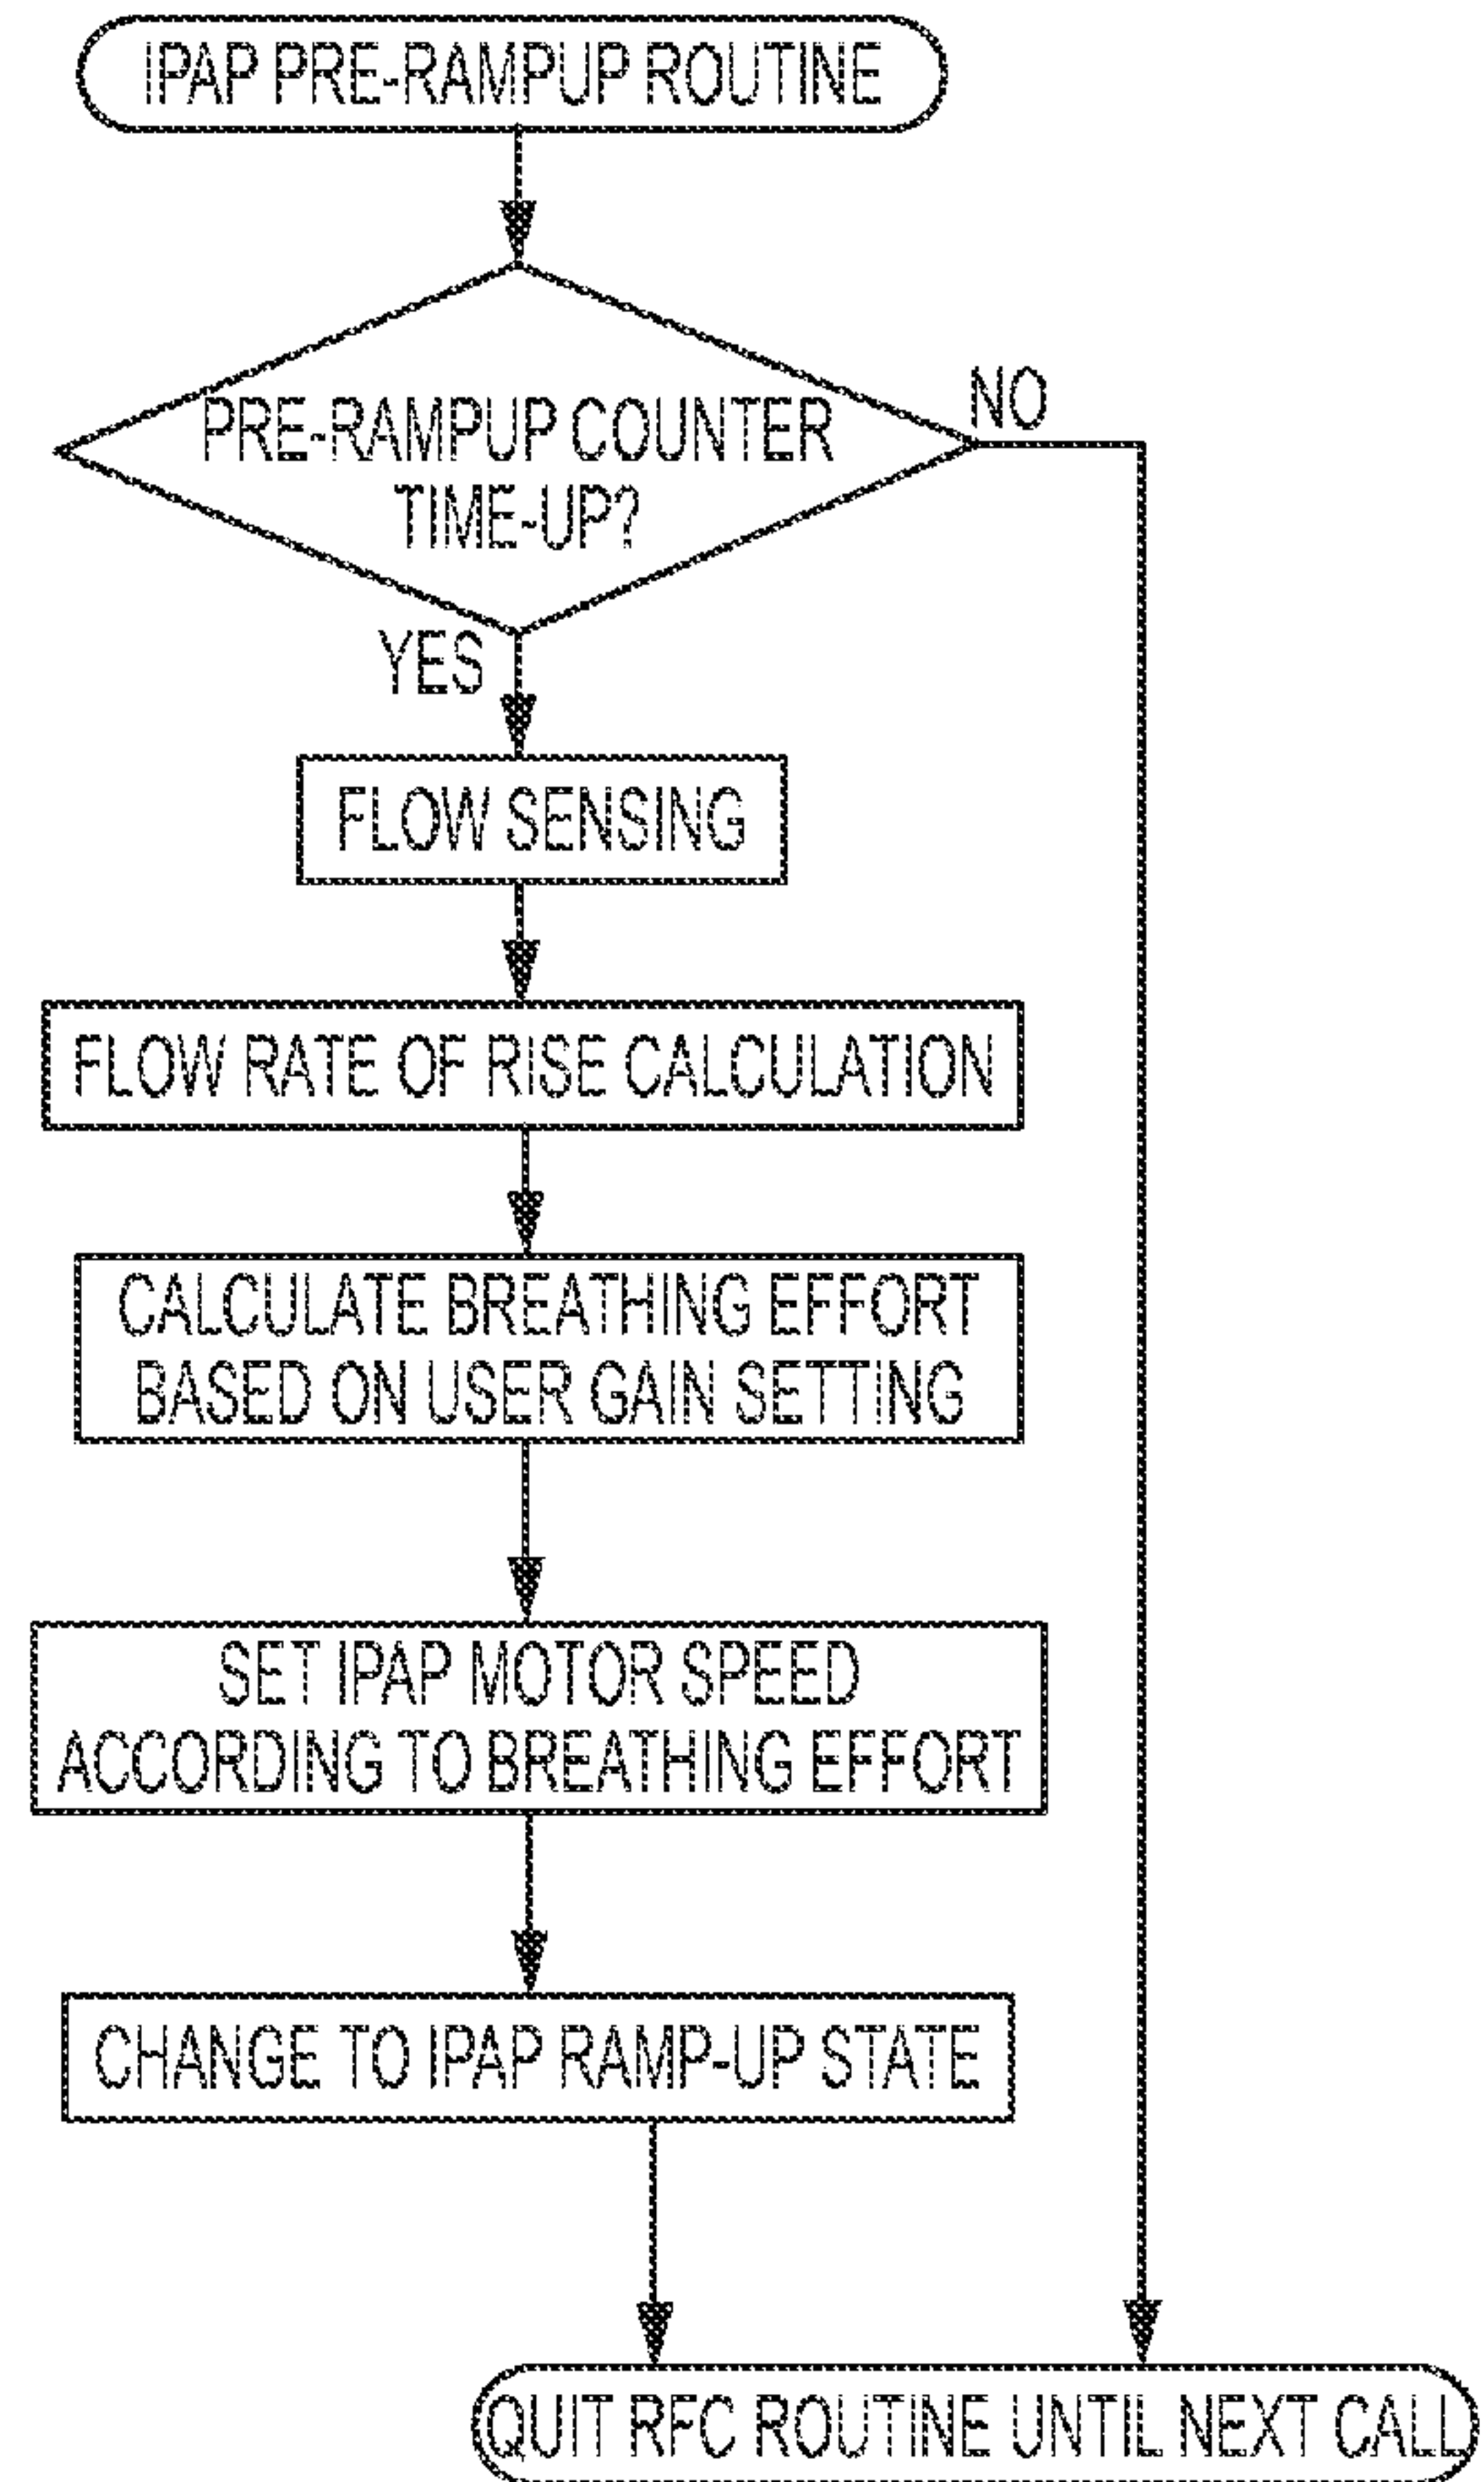 IPAP PRE-RAMPUP ROUTINE
PRE-RAMPUP COUNTER
TIME-UP?
NO
YES
FLOW SENSING
FLOW RATE OF RISE CALCULATION
CALCULATE BREATHING EFFORT
BASED ON USER GAIN SETTING
SET IPAP MOTOR SPEED
ACCORDING TO BREATHING EFFORT
CHANGE TO IPAP RAMP-UP STATE
QUIT RFC ROUTINE UNTIL NEXT CALL